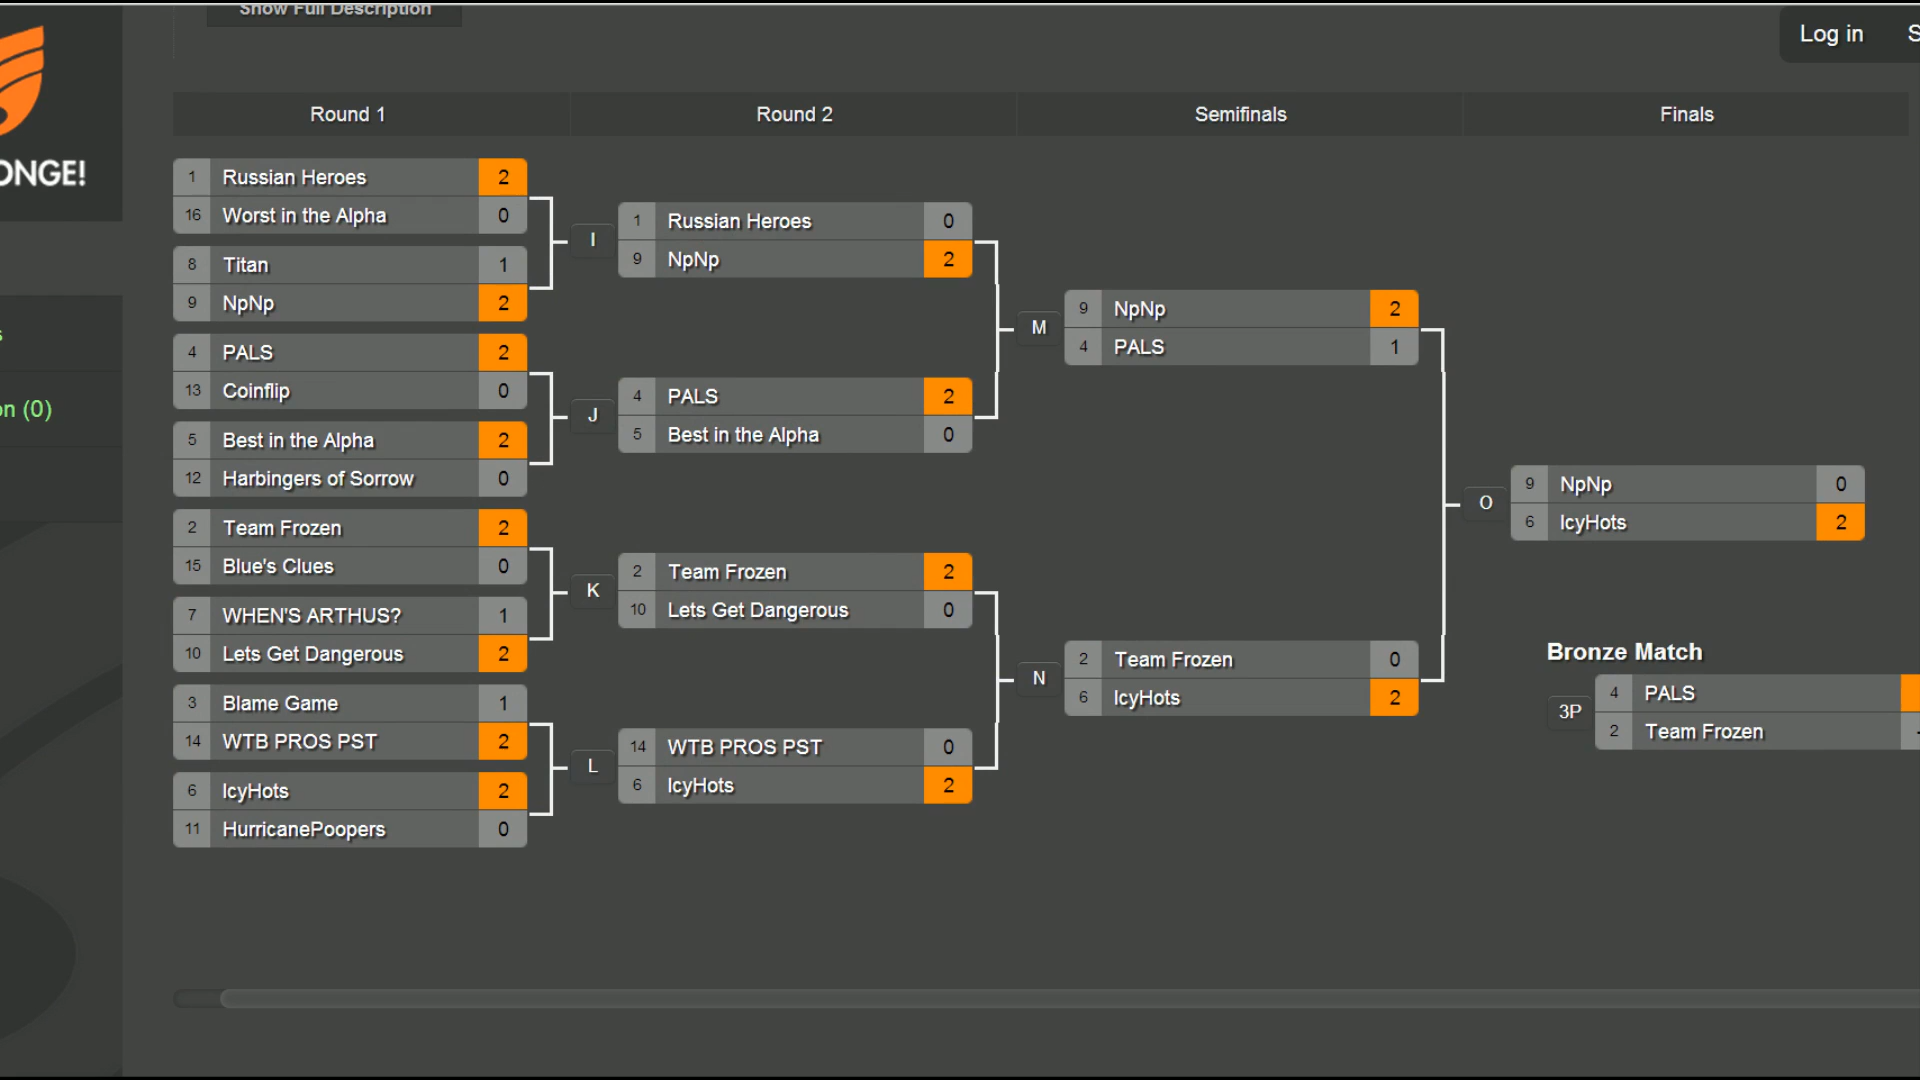 Show Full Description
Log in
ONGE!
on (0)
Round 1
Round 2
Semifinals
Finals
1 Russian Heroes 2
16 Worst in the Alpha 0
8 Titan 1
9 NpNp 2
4 PALS 2
13 Coinflip 0
5 Best in the Alpha 2
12 Harbingers of Sorrow 0
2 Team Frozen 2
15 Blue's Clues 0
7 WHEN'S ARTHUS? 1
10 Lets Get Dangerous 2
3 Blame Game 1
14 WTB PROS PST 2
6 IcyHots 2
11 HurricanePoopers 0
I
1 Russian Heroes 0
9 NpNp 2
J
4 PALS 2
5 Best in the Alpha 0
K
2 Team Frozen 2
10 Lets Get Dangerous 0
L
14 WTB PROS PST 0
6 IcyHots 2
M
9 NpNp 2
4 PALS 1
N
2 Team Frozen 0
6 IcyHots 2
O
9 NpNp 0
6 IcyHots 2
Bronze Match
3P
4 PALS
2 Team Frozen